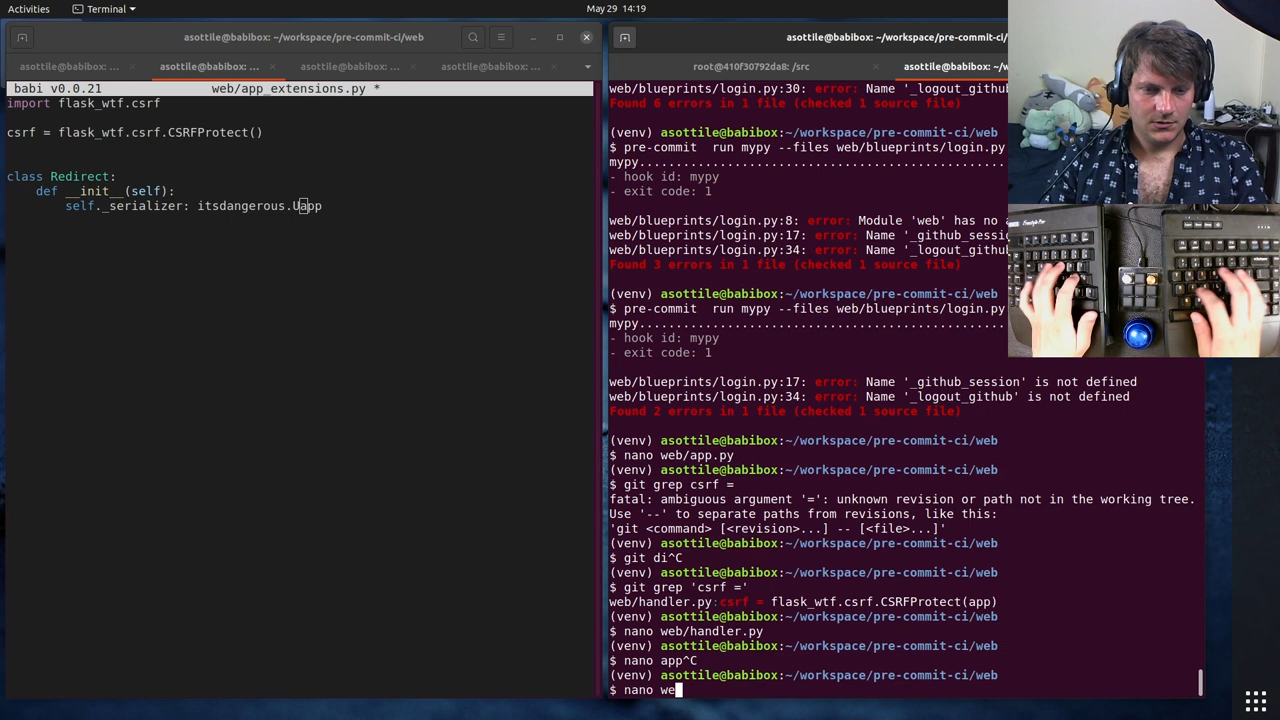 Activities
Terminal
May 29 14:19
asottile@babibox: ~/workspace/pre-commit-ci/web
asottile@babibox: ~/workspace/pre-commit-ci/
asottile@babibox: ...
asottile@babibox: ...
asottile@babibox: ...
asottile@babibox: ...
root@410f30792da8: /src
asottile@babibox: ~/w
babi v0.0.21 web/app_extensions.py *
import flask_wtf.csrf
csrf = flask_wtf.csrf.CSRFProtect()
class Redirect:
def __init__(self):
self._serializer: itsdangerous.Uapp
web/blueprints/login.py:30: error: Name '_logout_githu
Found 6 errors in 1 file (checked 1 source file)
(venv) asottile@babibox:~/workspace/pre-commit-ci/web
$ pre-commit  run mypy --files web/blueprints/login.py
mypy.....................................................
- hook id: mypy
- exit code: 1
web/blueprints/login.py:8: error: Module 'web' has no a
web/blueprints/login.py:17: error: Name '_github_sessi
web/blueprints/login.py:34: error: Name '_logout_githu
Found 3 errors in 1 file (checked 1 source file)
(venv) asottile@babibox:~/workspace/pre-commit-ci/web
$ pre-commit  run mypy --files web/blueprints/login.py
mypy.....................................................
- hook id: mypy
- exit code: 1
web/blueprints/login.py:17: error: Name '_github_session' is not defined
web/blueprints/login.py:34: error: Name '_logout_github' is not defined
Found 2 errors in 1 file (checked 1 source file)
(venv) asottile@babibox:~/workspace/pre-commit-ci/web
$ nano web/app.py
(venv) asottile@babibox:~/workspace/pre-commit-ci/web
$ git grep csrf =
fatal: ambiguous argument '=': unknown revision or path not in the working tree.
Use '--' to separate paths from revisions, like this:
'git <command> [<revision>...] -- [<file>...]'
(venv) asottile@babibox:~/workspace/pre-commit-ci/web
$ git di^C
(venv) asottile@babibox:~/workspace/pre-commit-ci/web
$ git grep 'csrf ='
web/handler.py:csrf = flask_wtf.csrf.CSRFProtect(app)
(venv) asottile@babibox:~/workspace/pre-commit-ci/web
$ nano web/handler.py
(venv) asottile@babibox:~/workspace/pre-commit-ci/web
$ nano app^C
(venv) asottile@babibox:~/workspace/pre-commit-ci/web
$ nano we